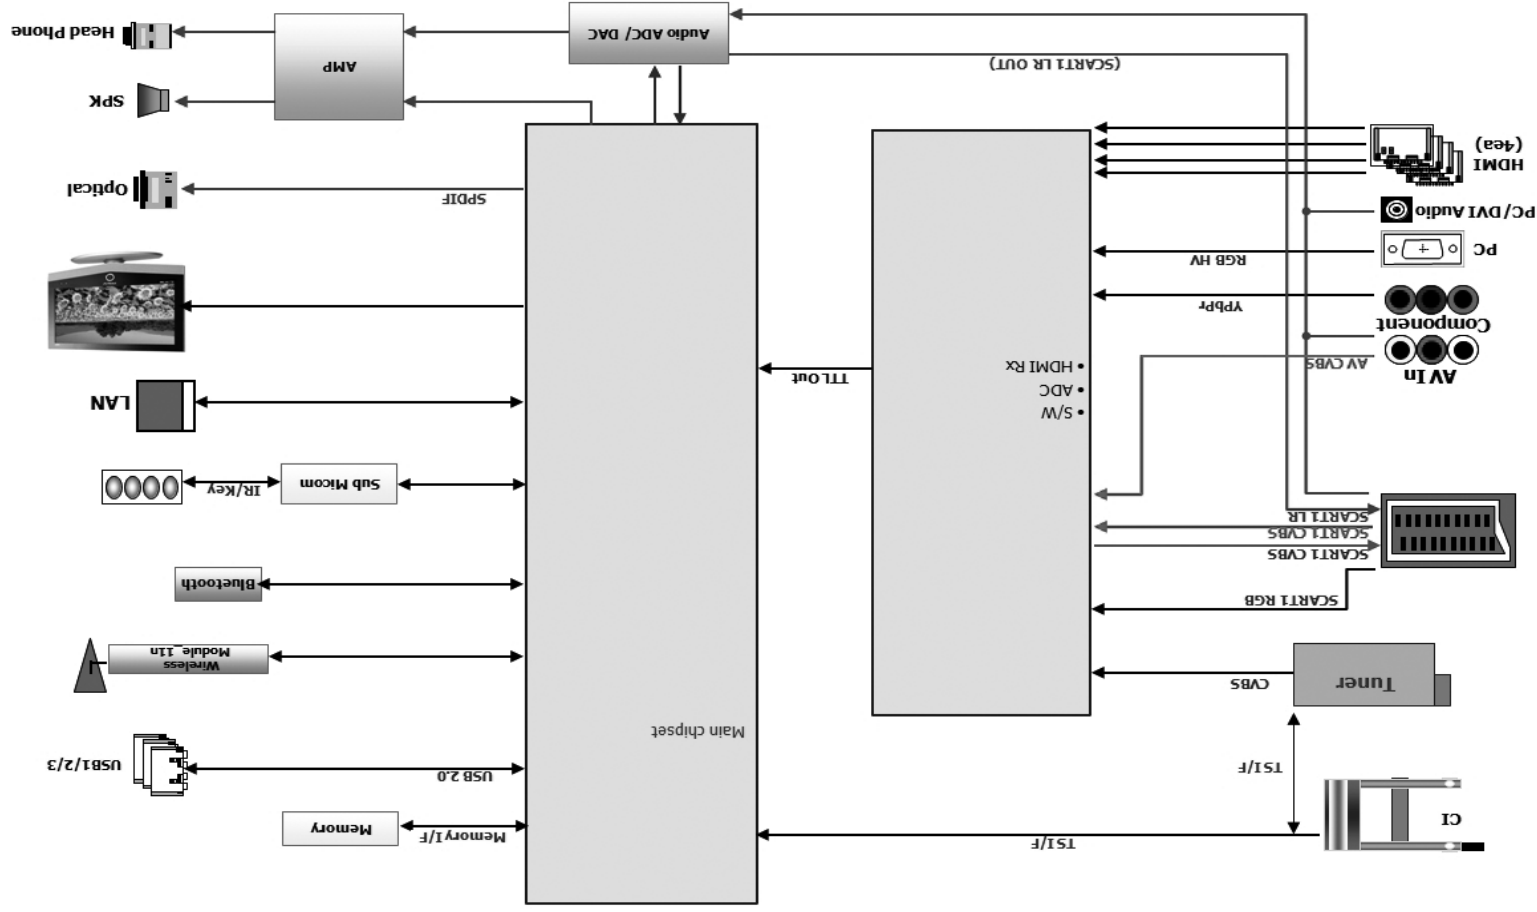 TSI/F
MemoryI/F
Memory
CI
USB 2.0
USB1/2/3
TSI/F
Main chipset
CVBS
Tuner
Wireless
Module_11n
SCART1 RGB
Bluetooth
SCART1 CVBS
SCART1 CVBS
SCART1 LR
IR/Key
Sub Micom
• S/W
• ADC
• HDMI Rx
LAN
TTL Out
AV In
AV CVBS
Component
YPbPr
RGB HV
PC
PC/DVI Audio
SPDIF
Optical
HDMI
(4ea)
SPK
(SCART1 LR OUT)
AMP
Audio ADC/ DAC
Head Phone